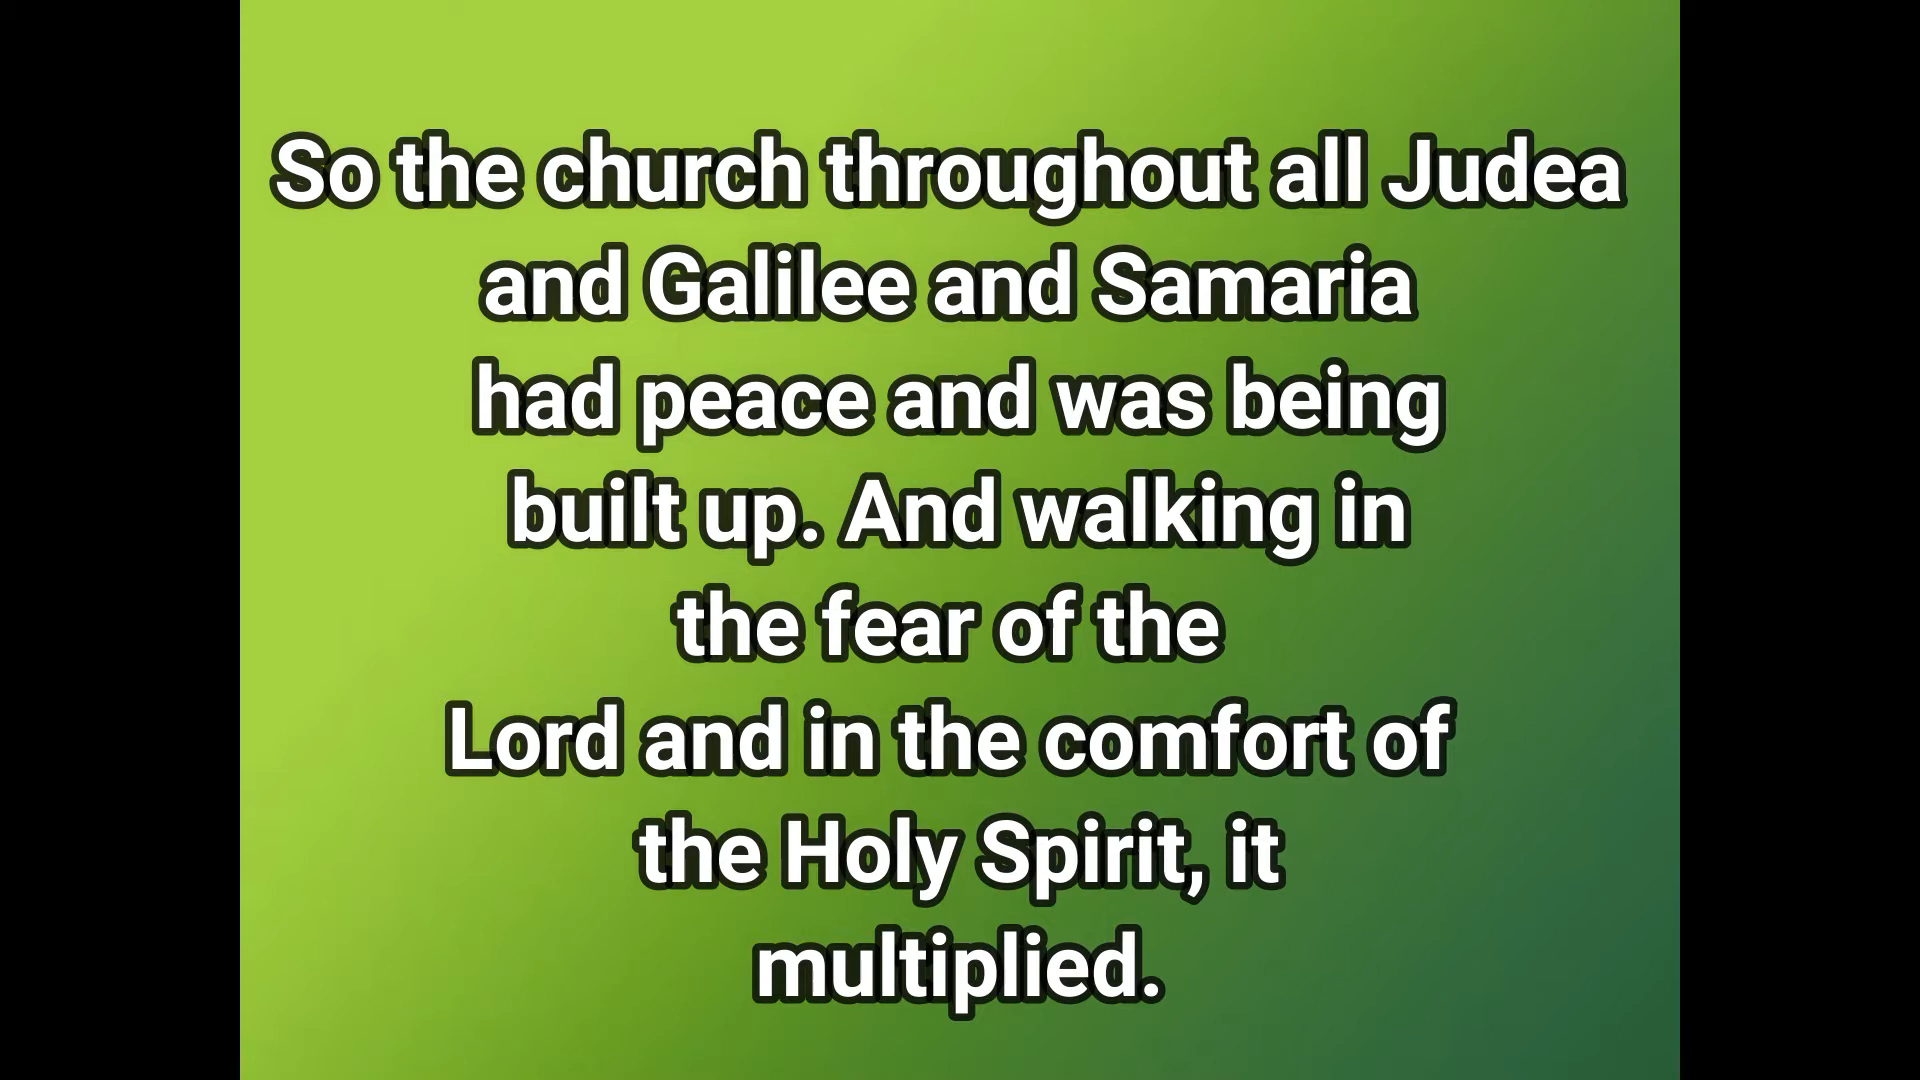 So the church throughout all Judea
and Galilee and Samaria
had peace and was being
built up. And walking in
the fear of the
Lord and in the comfort of
the Holy Spirit, it
multiplied.